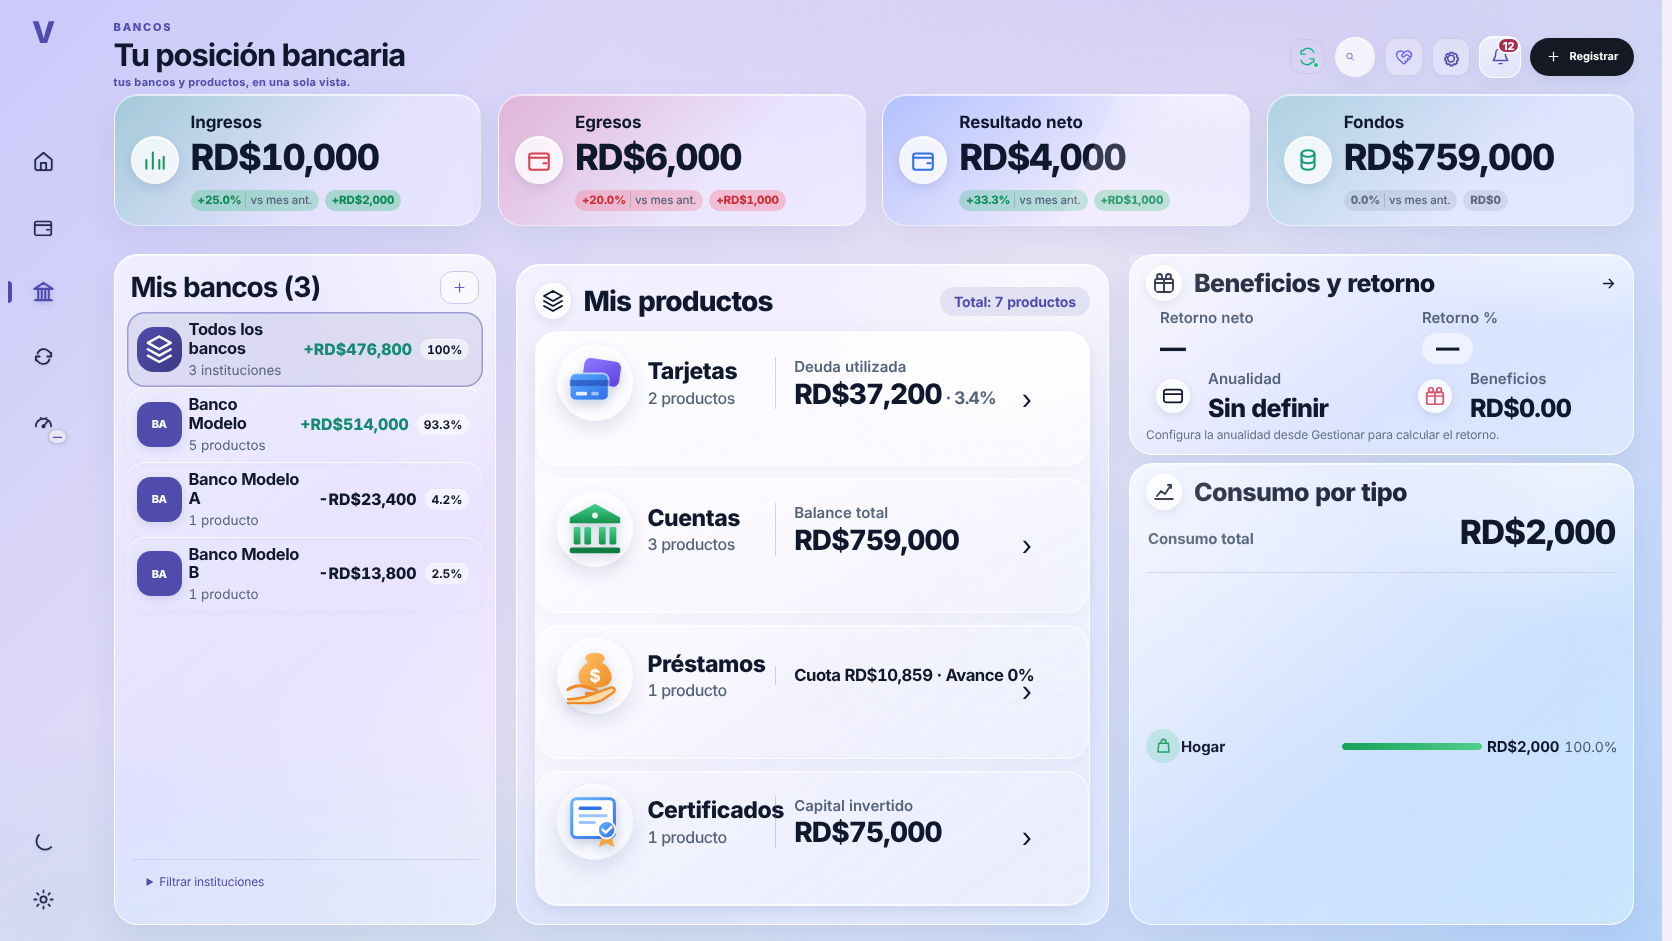 V
BANCOS
Tu posición bancaria
tus bancos y productos, en una sola vista.
12
Registrar
Ingresos
RD$10,000
+25.0% vs mes ant. +RD$2,000
Egresos
RD$6,000
+20.0% vs mes ant. +RD$1,000
Resultado neto
RD$4,000
+33.3% vs mes ant. +RD$1,000
Fondos
RD$759,000
0.0% vs mes ant. RD$0
Mis bancos (3)
Todos los
bancos
3 instituciones
+RD$476,800 100%
BA
Banco
Modelo
5 productos
+RD$514,000 93.3%
BA
Banco Modelo
A
1 producto
-RD$23,400 4.2%
BA
Banco Modelo
B
1 producto
-RD$13,800 2.5%
Filtrar instituciones
Mis productos
Total: 7 productos
Tarjetas
2 productos
Deuda utilizada
RD$37,200 · 3.4%
Cuentas
3 productos
Balance total
RD$759,000
Préstamos
1 producto
Cuota RD$10,859 · Avance 0%
Certificados
1 producto
Capital invertido
RD$75,000
Beneficios y retorno
Retorno neto
—
Retorno %
—
Anualidad
Sin definir
Beneficios
RD$0.00
Configura la anualidad desde Gestionar para calcular el retorno.
Consumo por tipo
Consumo total
RD$2,000
Hogar
RD$2,000 100.0%